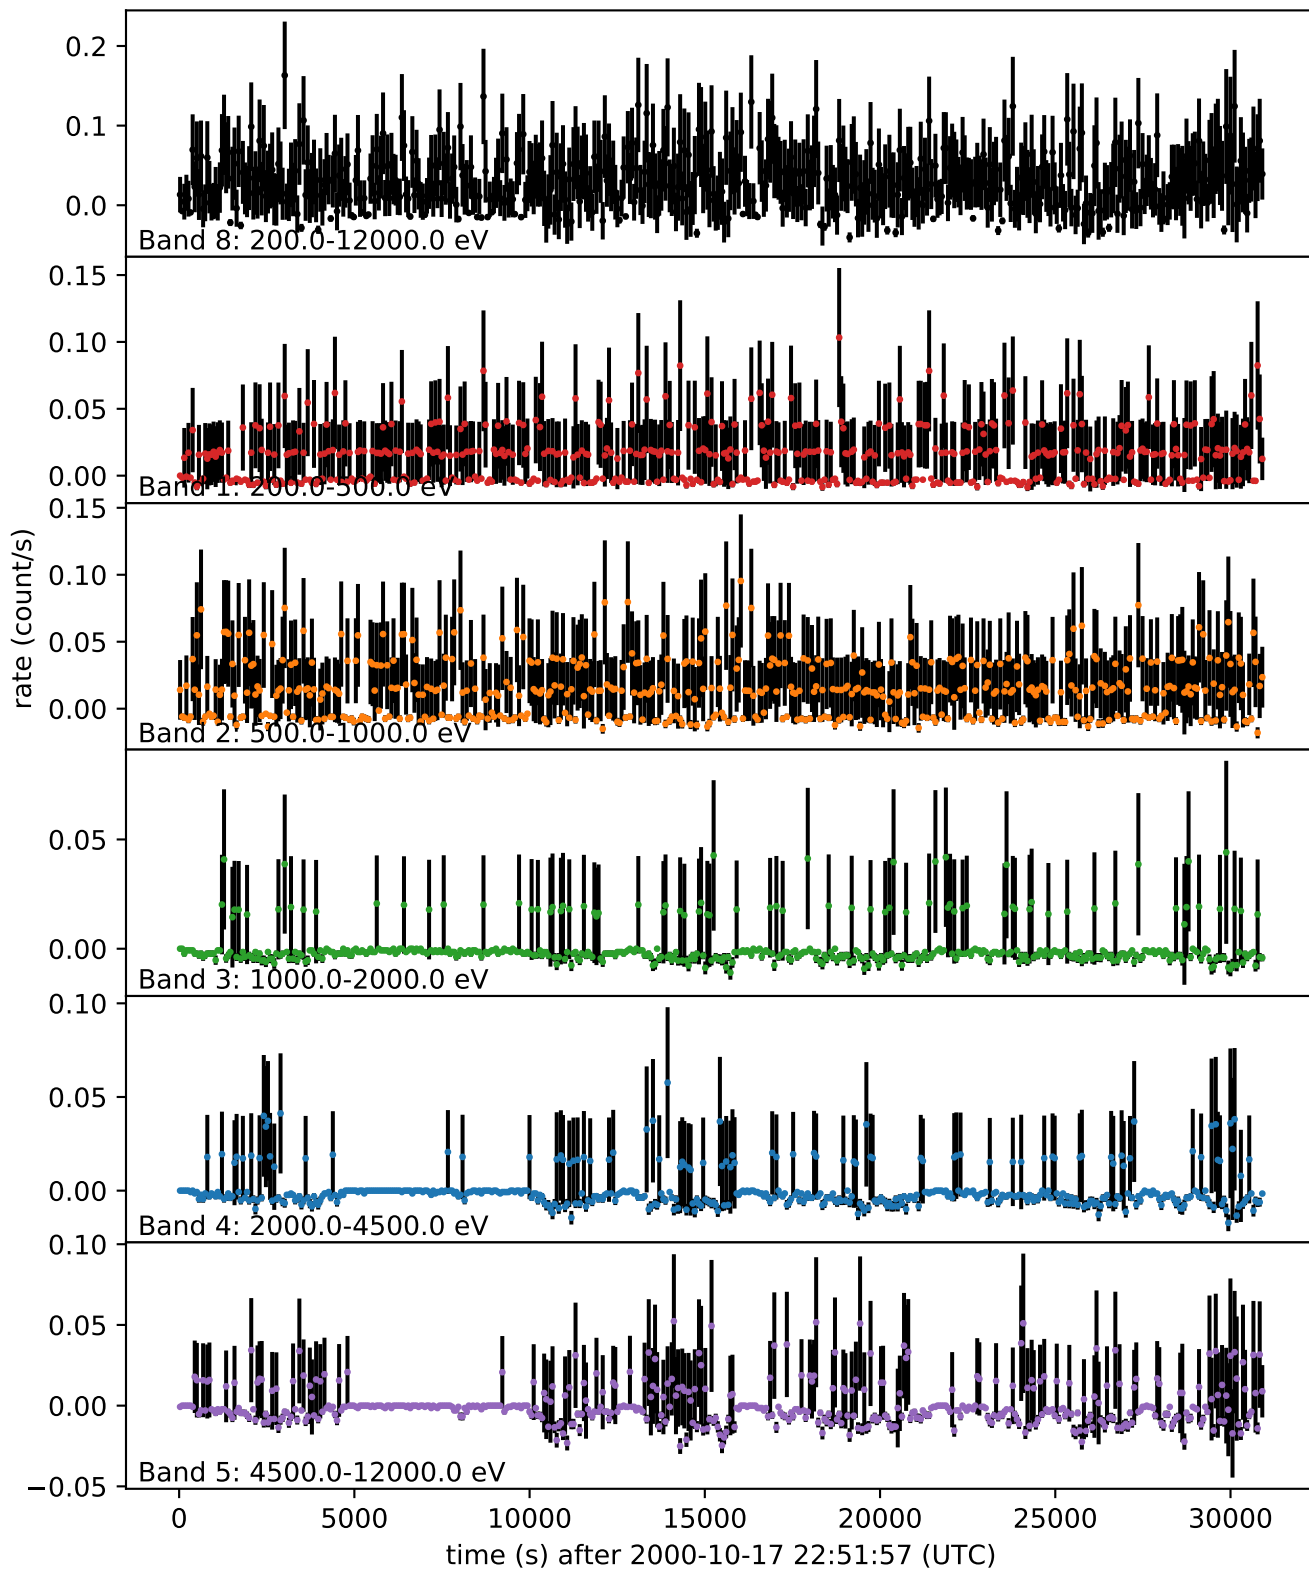 0.2
0.1
0.0
Band 8: 200.0-12000.0 eV
0.15
0.10
0.05
0.00
Band 1: 200.0-500.0 eV
0.15
0.10
0.05
0.00
Band 2: 500.0-1000.0 eV
rate (count/s)
0.05
0.00
Band 3: 1000.0-2000.0 eV
0.10
0.05
0.00
Band 4: 2000.0-4500.0 eV
0.10
0.05
0.00
−0.05
Band 5: 4500.0-12000.0 eV
0 5000 10000 15000 20000 25000 30000
time (s) after 2000-10-17 22:51:57 (UTC)